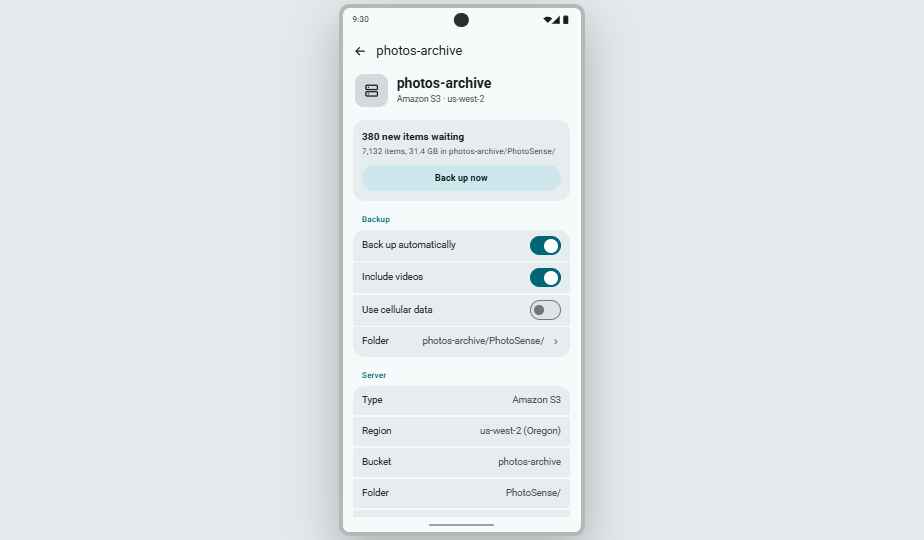 9:30
photos-archive
photos-archive
Amazon S3 · us-west-2
380 new items waiting
7,132 items, 31.4 GB in photos-archive/PhotoSense/
Back up now
Backup
Back up automatically
Include videos
Use cellular data
Folder photos-archive/PhotoSense/
Server
Type Amazon S3
Region us-west-2 (Oregon)
Bucket photos-archive
Folder PhotoSense/